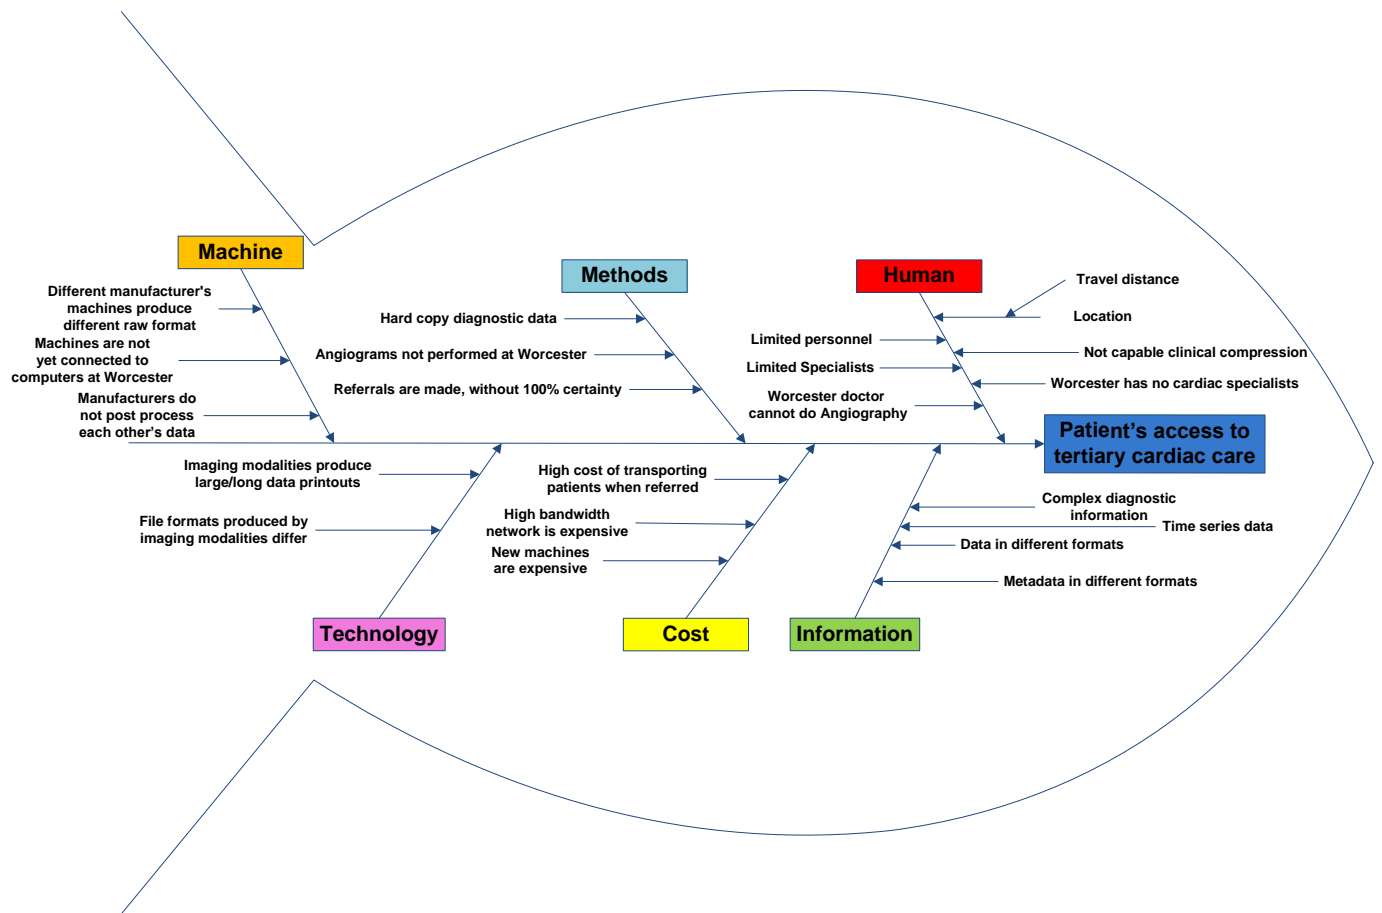 Machine
Different manufacturer's
machines produce
different raw format
Machines are not
yet connected to
computers at Worcester
Manufacturers do
not post process
each other's data
Methods
Hard copy diagnostic data
Angiograms not performed at Worcester
Referrals are made, without 100% certainty
Human
Travel distance
Location
Limited personnel
Not capable clinical compression
Limited Specialists
Worcester has no cardiac specialists
Worcester doctor
cannot do Angiography
Patient's access to
tertiary cardiac care
Imaging modalities produce
large/long data printouts
File formats produced by
imaging modalities differ
Technology
High cost of transporting
patients when referred
High bandwidth
network is expensive
New machines
are expensive
Cost
Complex diagnostic
information
Time series data
Data in different formats
Metadata in different formats
Information